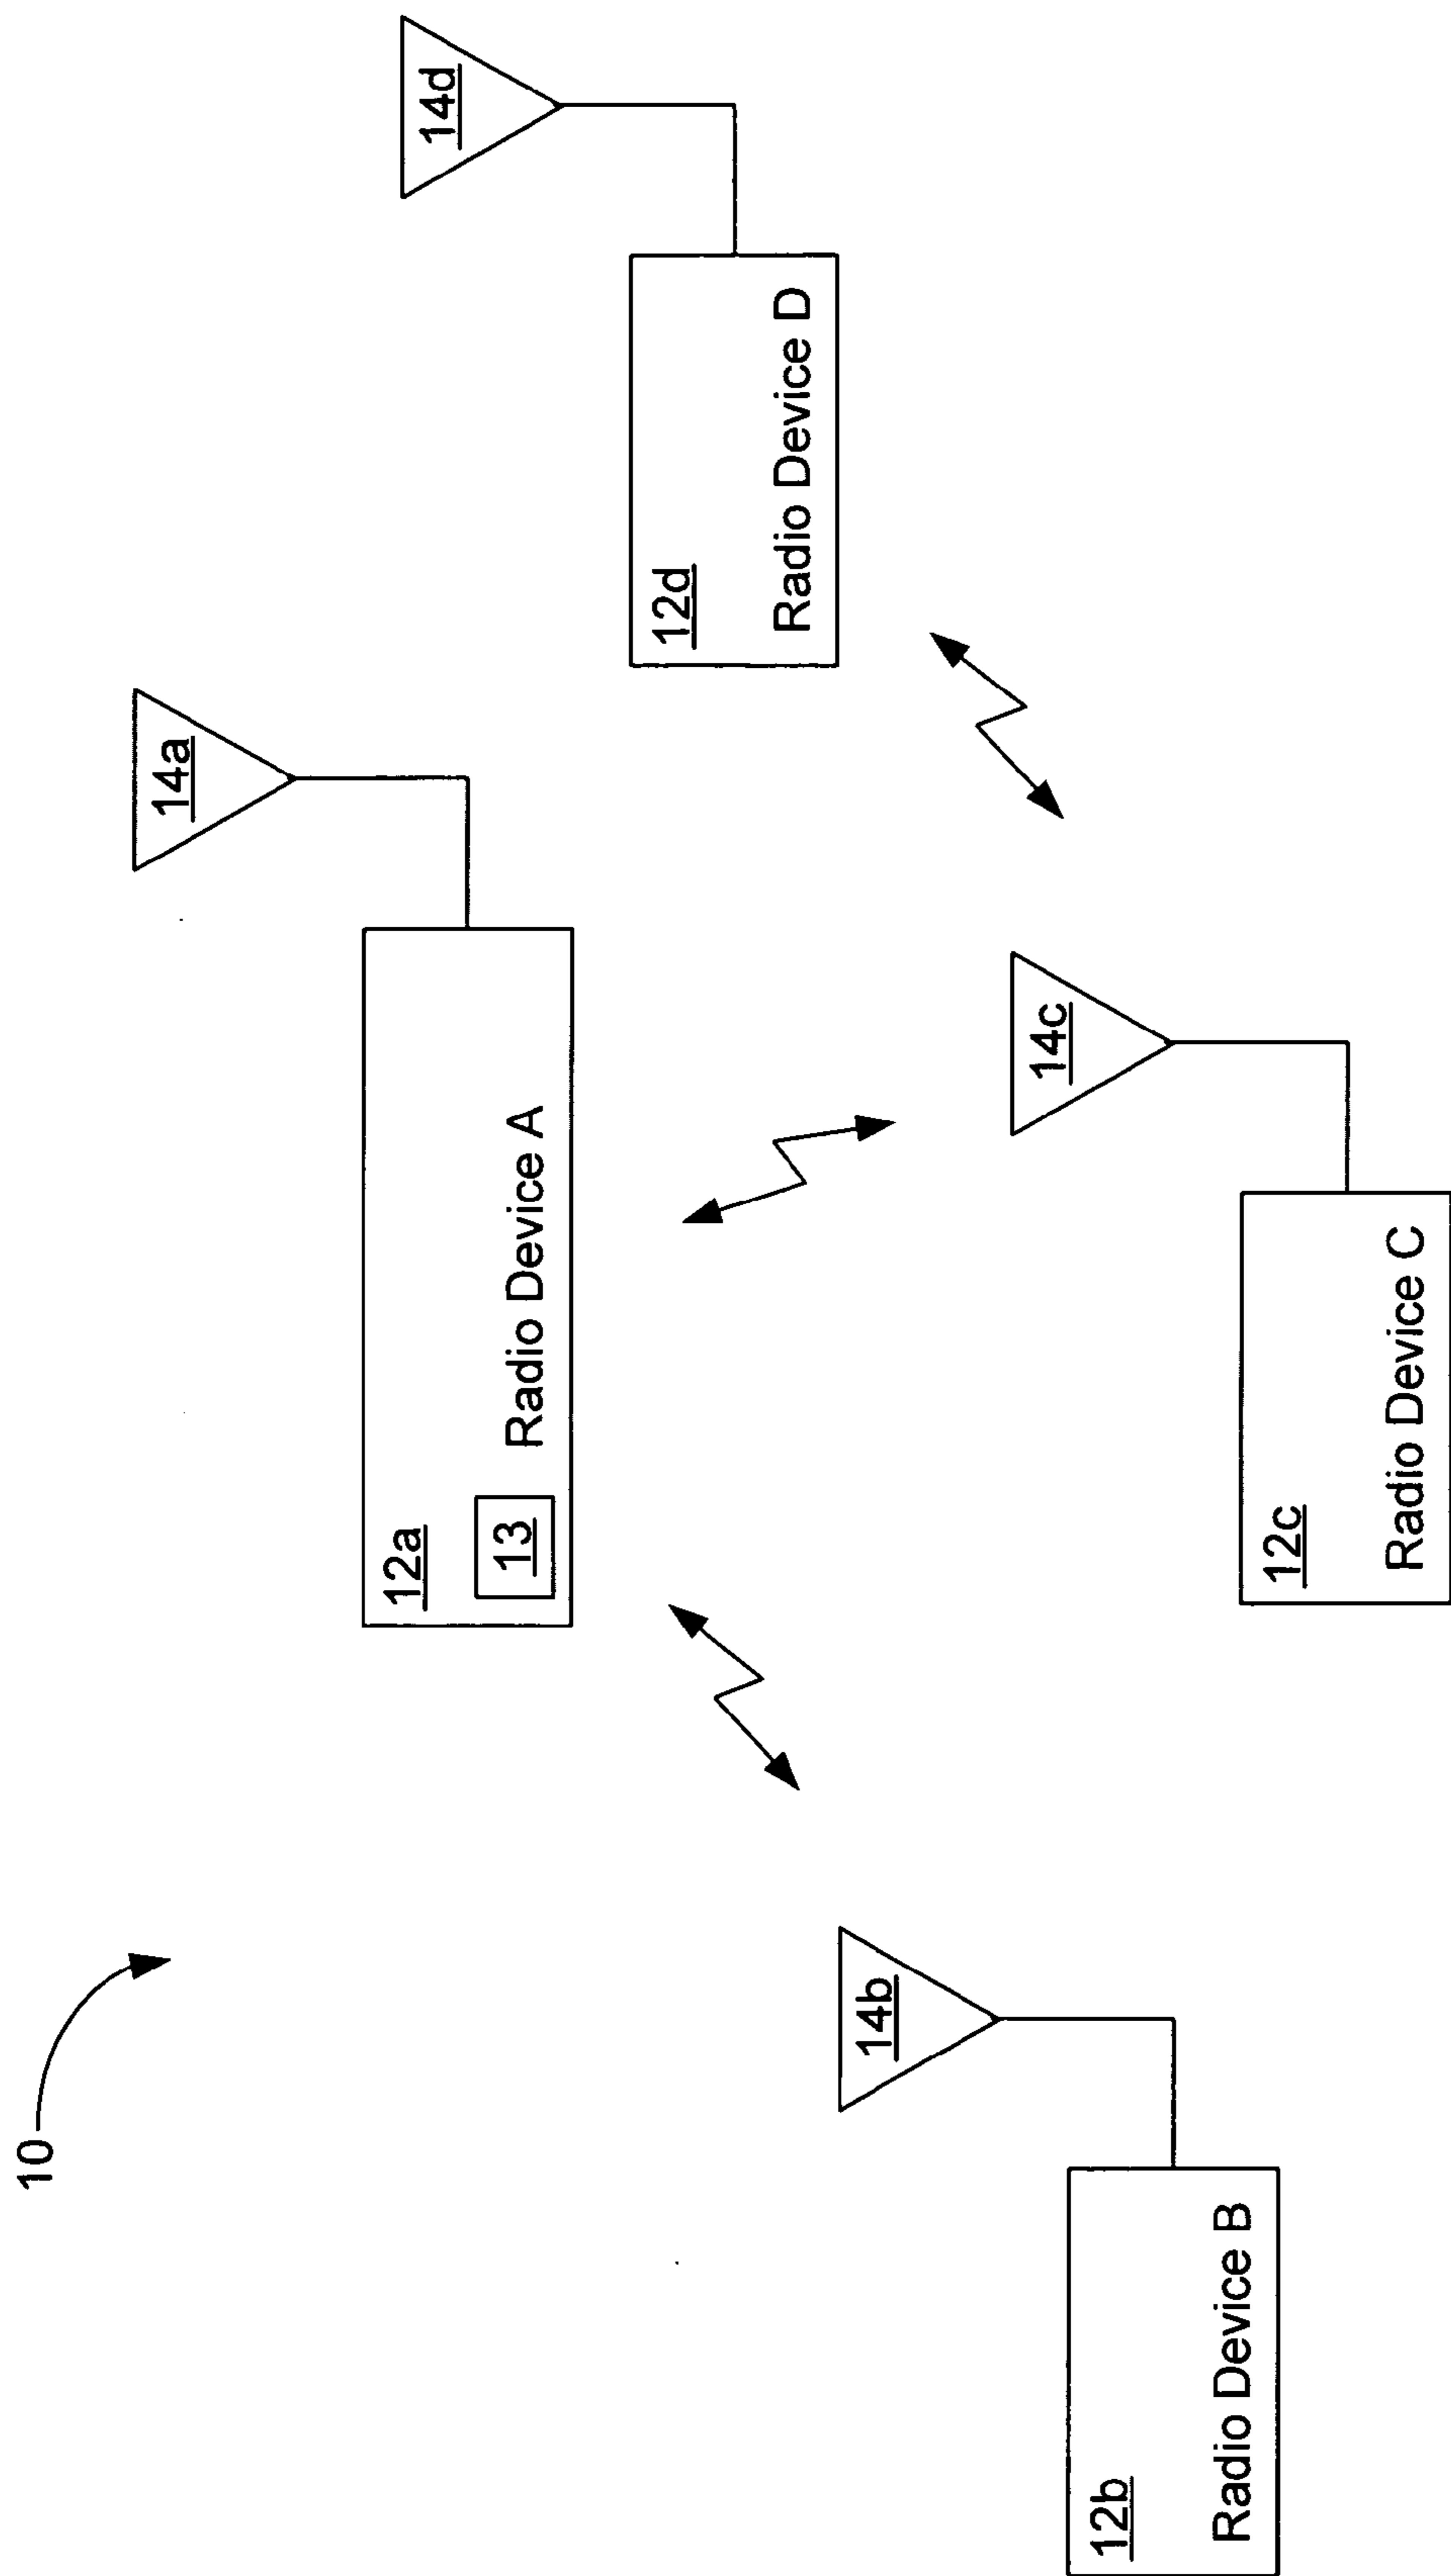 10
14a
12a
13
Radio Device A
14d
12d
Radio Device D
14b
12b
Radio Device B
14c
12c
Radio Device C